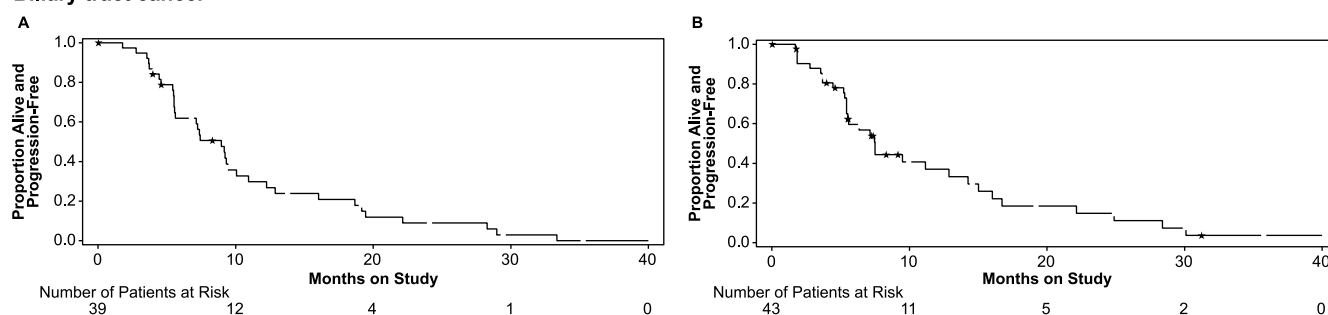 A
Proportion Alive and
Progression-Free
1.0
0.8
0.6
0.4
0.2
0.0
0 10 20 30 40
Months on Study
Number of Patients at Risk
39 12 4 1 0
B
Proportion Alive and
Progression-Free
1.0
0.8
0.6
0.4
0.2
0.0
0 10 20 30 40
Months on Study
Number of Patients at Risk
43 11 5 2 0